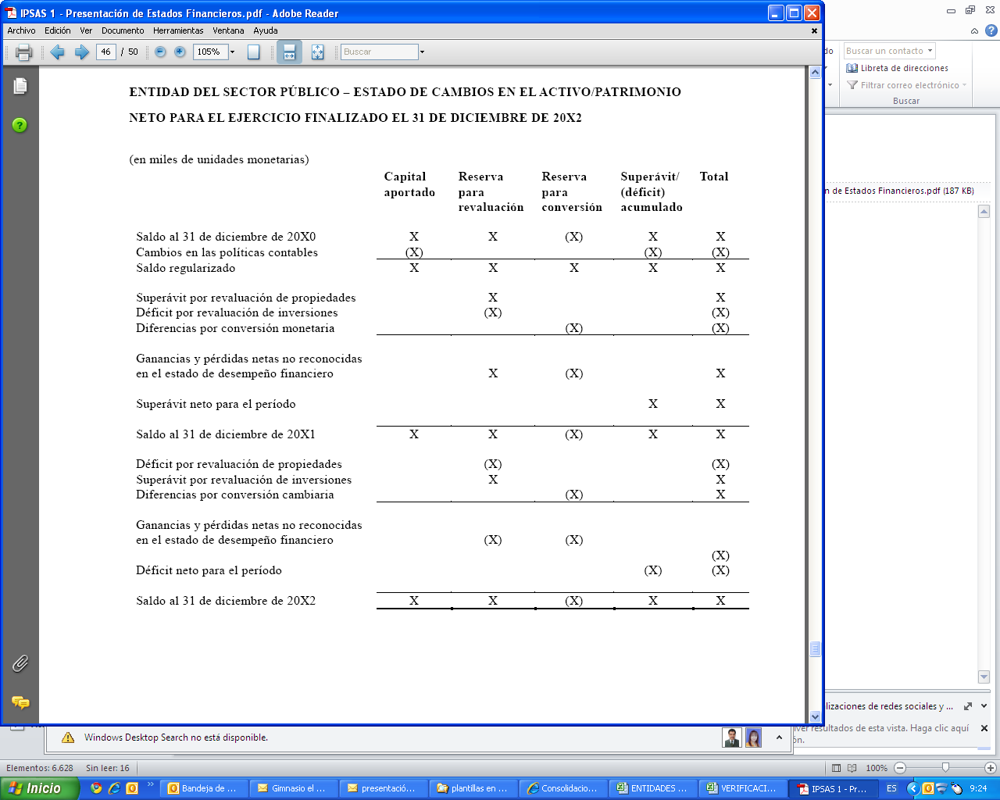 IPSAS 1 - Presentación de Estados Financieros.pdf - Adobe Reader
Archivo Edición Ver Documento Herramientas Ventana Ayuda
46 / 50 105% Buscar
ENTIDAD DEL SECTOR PÚBLICO – ESTADO DE CAMBIOS EN EL ACTIVO/PATRIMONIO
NETO PARA EL EJERCICIO FINALIZADO EL 31 DE DICIEMBRE DE 20X2
(en miles de unidades monetarias)
Capital Reserva Reserva Superávit/ Total
aportado para para (déficit)
revaluación conversión acumulado
Saldo al 31 de diciembre de 20X0 X X (X) X X
Cambios en las políticas contables (X) (X) (X)
Saldo regularizado X X X X X
Superávit por revaluación de propiedades X X
Déficit por revaluación de inversiones (X) (X)
Diferencias por conversión monetaria (X) (X)
Ganancias y pérdidas netas no reconocidas
en el estado de desempeño financiero X (X) X
Superávit neto para el período X X
Saldo al 31 de diciembre de 20X1 X X (X) X X
Déficit por revaluación de propiedades (X) (X)
Superávit por revaluación de inversiones X X
Diferencias por conversión cambiaria (X) X
Ganancias y pérdidas netas no reconocidas
en el estado de desempeño financiero (X) (X)
(X)
Déficit neto para el período (X) (X)
Saldo al 31 de diciembre de 20X2 X X (X) X X
do Buscar un contacto
Libreta de direcciones
Filtrar correo electrónico
Buscar
n de Estados Financieros.pdf (187 KB)
lizaciones de redes sociales y ...
lver resultados de esta vista. Haga clic aquí
ón.
Windows Desktop Search no está disponible.
Elementos: 6.628 Sin leer: 16 100%
Inicio Bandeja de ... Gimnasio el ... presentació... plantillas en ... Consolidacio... ENTIDADES ... VERIFICACI... IPSAS 1 - Pr... ES 9:24